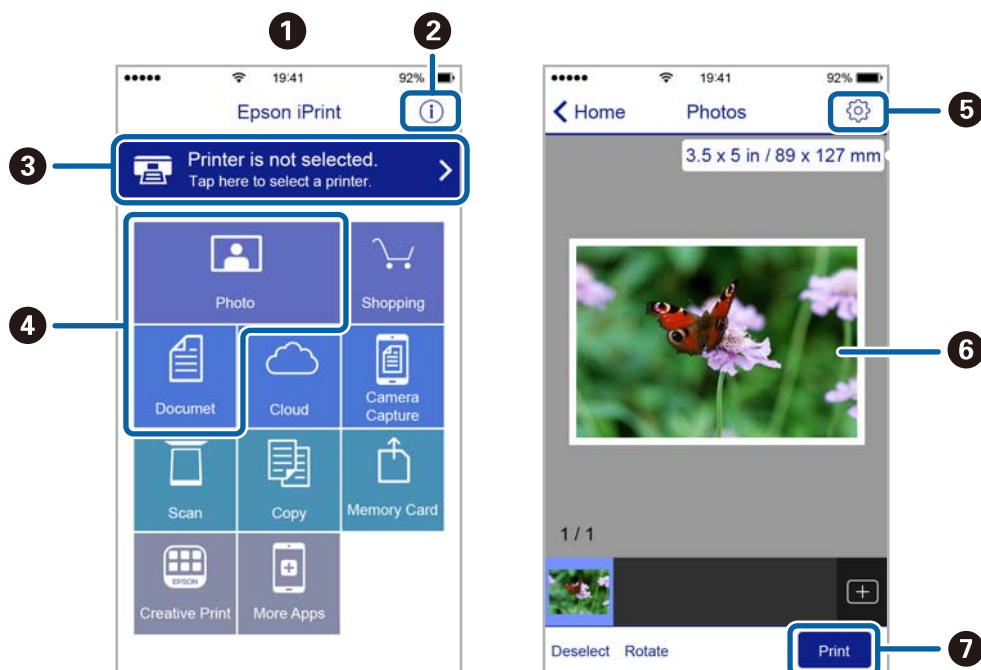 1
2
19:41
92%
Epson iPrint
i
3
Printer is not selected.
Tap here to select a printer.
4
Photo
Shopping
Documet
Cloud
Camera
Capture
Scan
Copy
Memory Card
EPSON
Creative Print
More Apps
19:41
92%
Home
Photos
5
3.5 x 5 in / 89 x 127 mm
6
1 / 1
Deselect
Rotate
Print
7